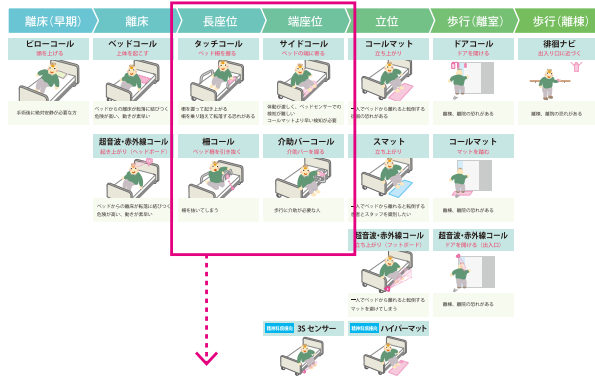 離床（早期）
離床
長座位
端座位
立位
歩行（離室）
歩行（離棟）
ピローコール
頭を上げる
手術後に絶対安静が必要な方
ベッドコール
上体を起こす
ベッドからの離床が転落に結びつく
危険が高い、動きが素早い
タッチコール
ベッド柵を握る
柵を握って起き上がる
柵を乗り越えて転落する恐れがある
サイドコール
ベッドの端に寄る
体動が激しく、ベッドセンサーでの
検知が難しい
コールマットより早い検知が必要
コールマット
立ち上がり
一人でベッドから離れると転倒する
恐れがある
ドアコール
ドアを開ける
離棟、離院の恐れがある
徘徊ナビ
出入り口に近づく
離棟、離院の恐れがある
超音波・赤外線コール
起き上がり（ヘッドボード）
ベッドからの離床が転落に結びつく
危険が高い、動きが素早い
柵コール
ベッド柵を引き抜く
柵を抜いてしまう
介助バーコール
介助バーを握る
歩行に介助が必要な人
スマット
立ち上がり
一人でベッドから離れると転倒する
患者とスタッフを識別したい
コールマット
マットを踏む
離棟、離院の恐れがある
超音波・赤外線コール
立ち上がり（フットボード）
一人でベッドから離れると転倒する
マットを避けてしまう
超音波・赤外線コール
ドアを開ける（出入口）
離棟、離院の恐れがある
3S センサー
ハイパーマット